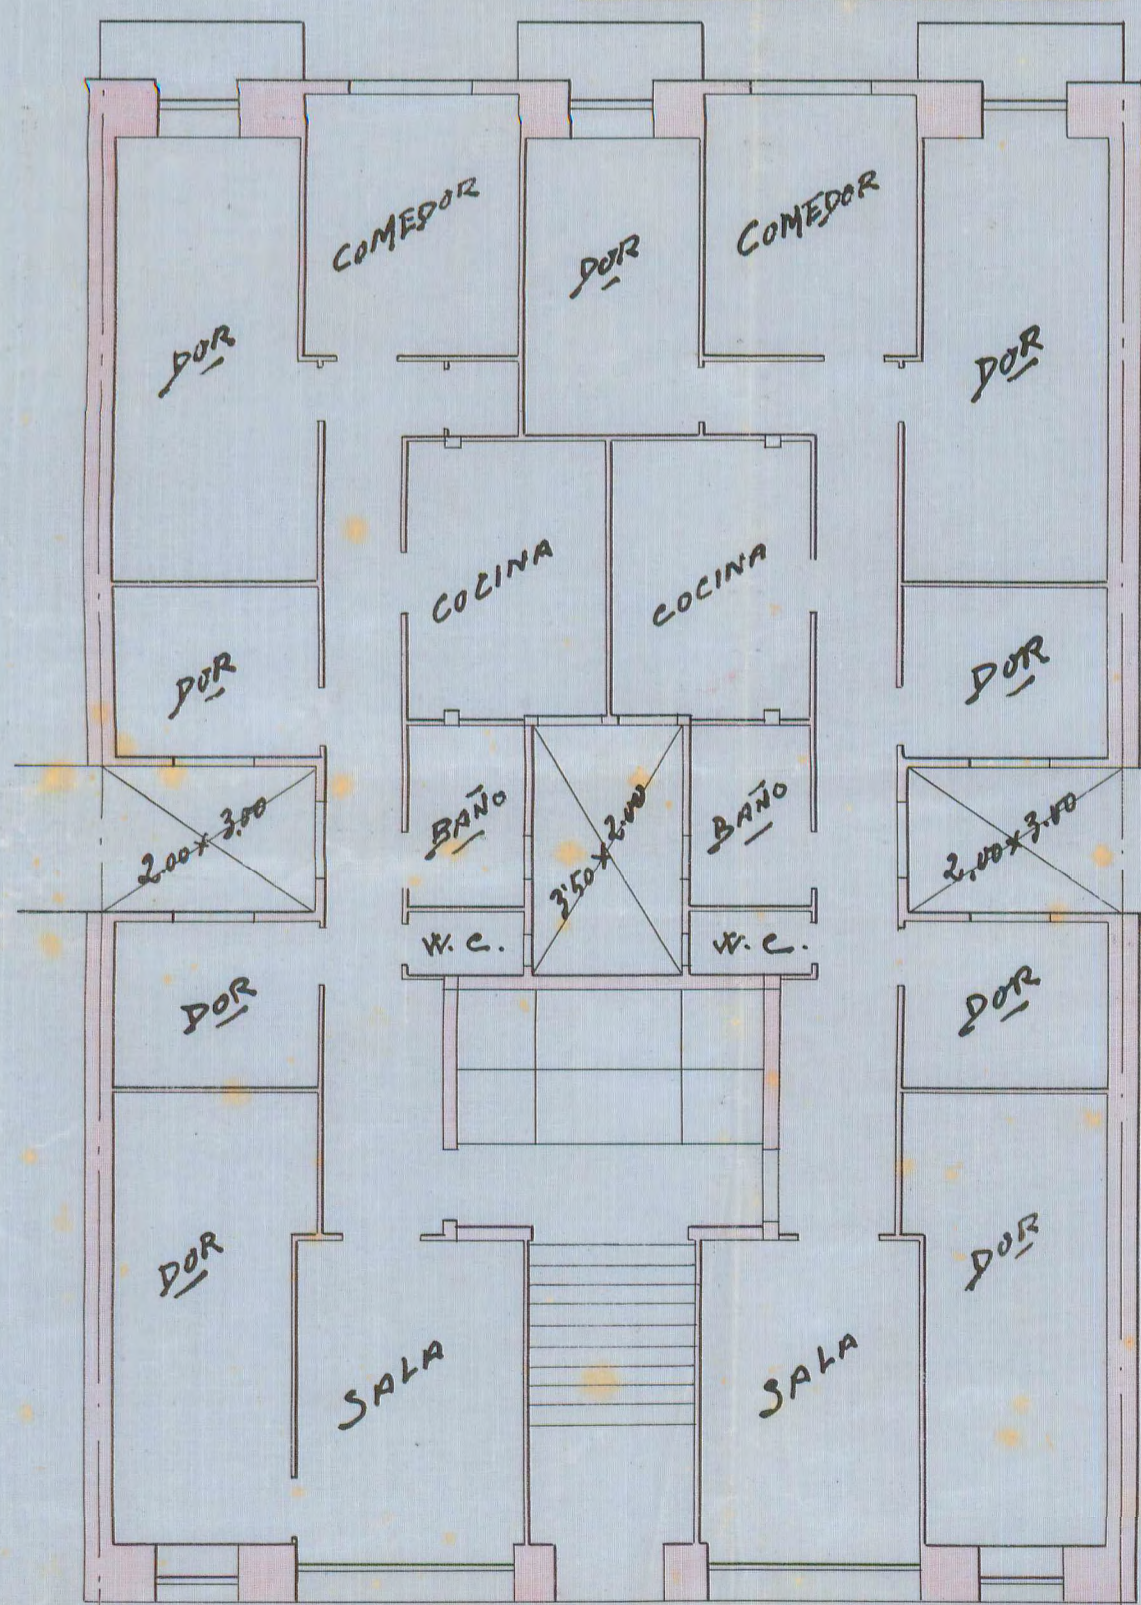 COMEDOR
COMEDOR
DOR
DOR
DOR
COCINA
COCINA
DOR
DOR
2.00 x 3.00
BAÑO
3'50 x 2.00
BAÑO
2,00 x 3.00
W.C.
W.C.
DOR
DOR
DOR
DOR
SALA
SALA